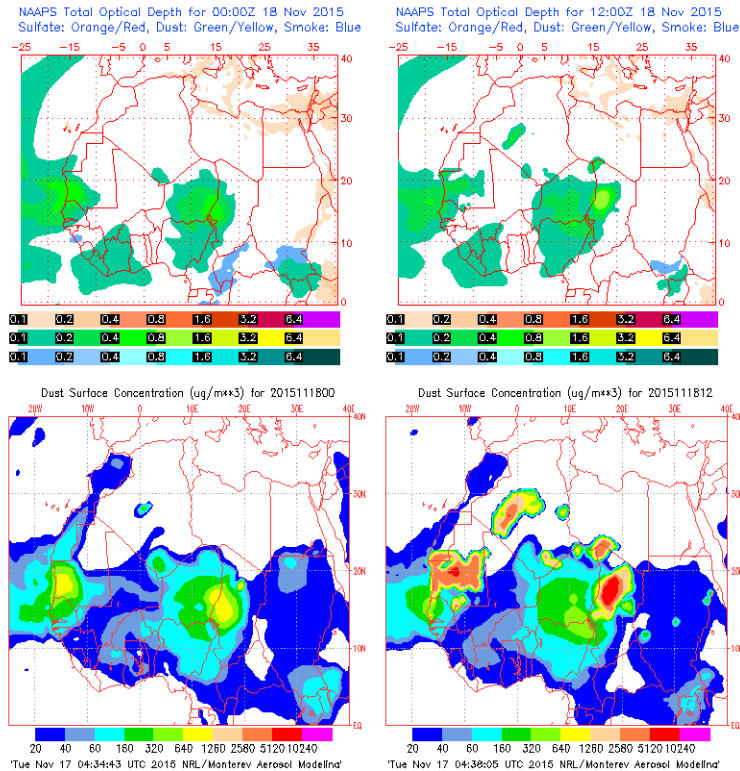 NAAPS Total Optical Depth for 00:00Z 18 Nov 2015
Sulfate: Orange/Red, Dust: Green/Yellow, Smoke: Blue
-25 -15 -5 0 5 15 25 35
40
30
20
10
0
0.1 0.2 0.4 0.8 1.6 3.2 6.4
0.1 0.2 0.4 0.8 1.6 3.2 6.4
0.1 0.2 0.4 0.8 1.6 3.2 6.4
NAAPS Total Optical Depth for 12:00Z 18 Nov 2015
Sulfate: Orange/Red, Dust: Green/Yellow, Smoke: Blue
-25 -15 -5 0 5 15 25 35
40
30
20
10
0
0.1 0.2 0.4 0.8 1.6 3.2 6.4
0.1 0.2 0.4 0.8 1.6 3.2 6.4
0.1 0.2 0.4 0.8 1.6 3.2 6.4
Dust Surface Concentration (ug/m**3) for 2015111800
20W 10W 0 10E 20E 30E 40E
40N
30N
20N
10N
EQ
20 40 80 160 320 640 1280 2580 5120 10240
'Tue Nov 17 04:34:43 UTC 2015 NRL/Monterey Aerosol Modeling'
Dust Surface Concentration (ug/m**3) for 2015111812
20W 10W 0 10E 20E 30E 40E
40N
30N
20N
10N
EQ
20 40 80 160 320 640 1280 2580 5120 10240
'Tue Nov 17 04:38:05 UTC 2015 NRL/Monterey Aerosol Modeling'